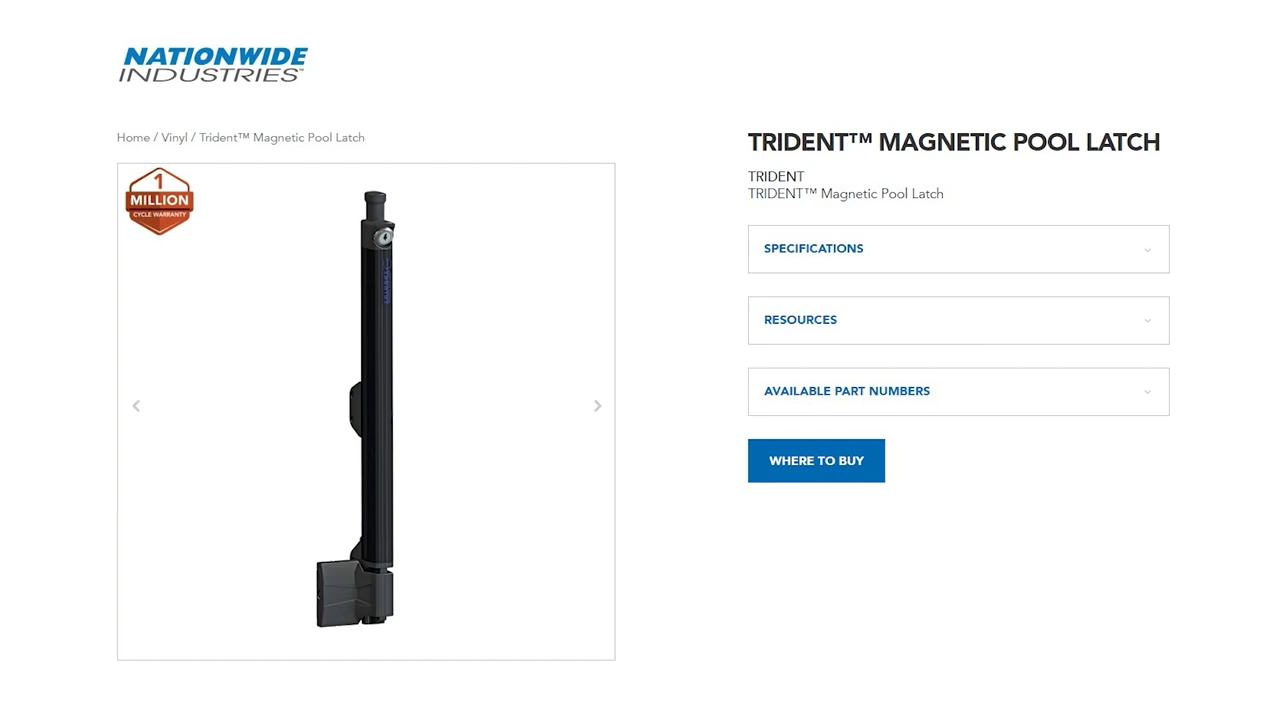 NATIONWIDE
INDUSTRIES™
Home / Vinyl / Trident™ Magnetic Pool Latch
1
MILLION
CYCLE WARRANTY
TRIDENT™ MAGNETIC POOL LATCH
TRIDENT
TRIDENT™ Magnetic Pool Latch
SPECIFICATIONS
RESOURCES
AVAILABLE PART NUMBERS
WHERE TO BUY